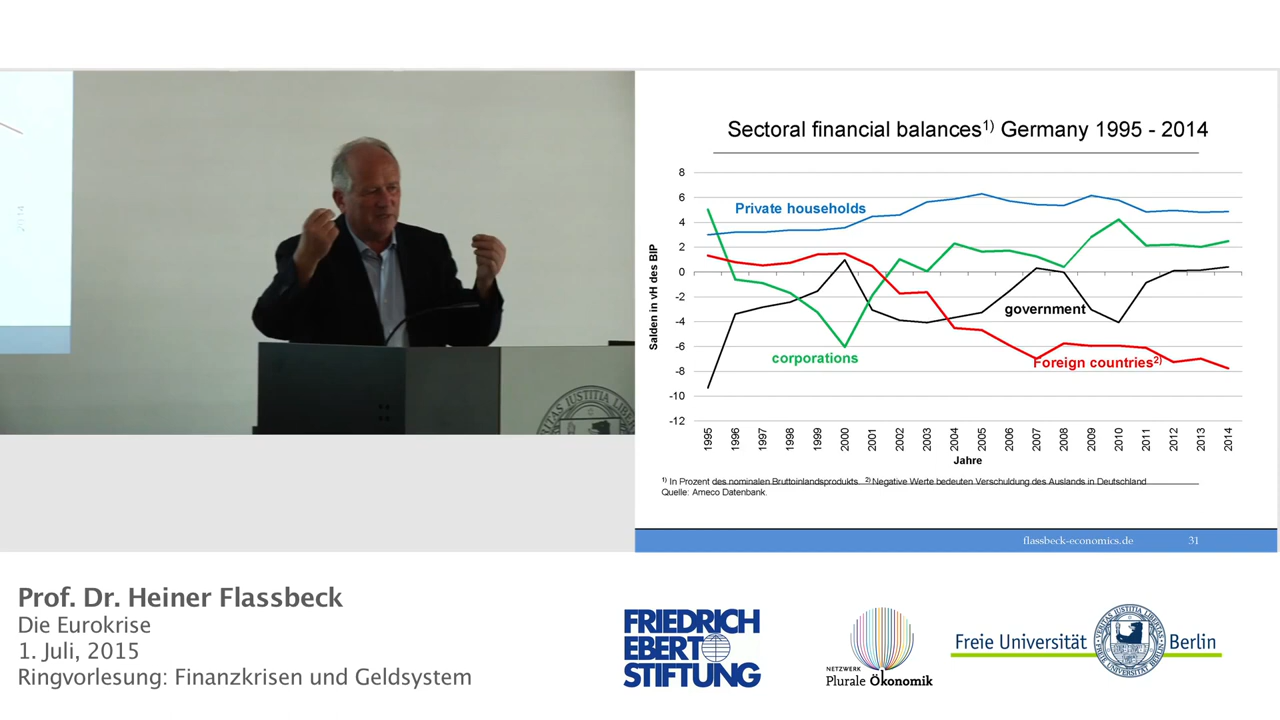 Sectoral financial balances1) Germany 1995 - 2014
8
6
4
2
0
-2
-4
-6
-8
-10
-12
Salden in vH des BIP
Private households
government
corporations
Foreign countries2)
1995 1996 1997 1998 1999 2000 2001 2002 2003 2004 2005 2006 2007 2008 2009 2010 2011 2012 2013 2014
Jahre
1) In Prozent des nominalen Bruttoinlandsprodukts. 2) Negative Werte bedeuten Verschuldung des Auslands in Deutschland
Quelle: Ameco Datenbank.
flassbeck-economics.de 31
2014
Prof. Dr. Heiner Flassbeck
Die Eurokrise
1. Juli, 2015
Ringvorlesung: Finanzkrisen und Geldsystem
FRIEDRICH
EBERT
STIFTUNG
NETZWERK
Plurale Ökonomik
Freie Universität Berlin